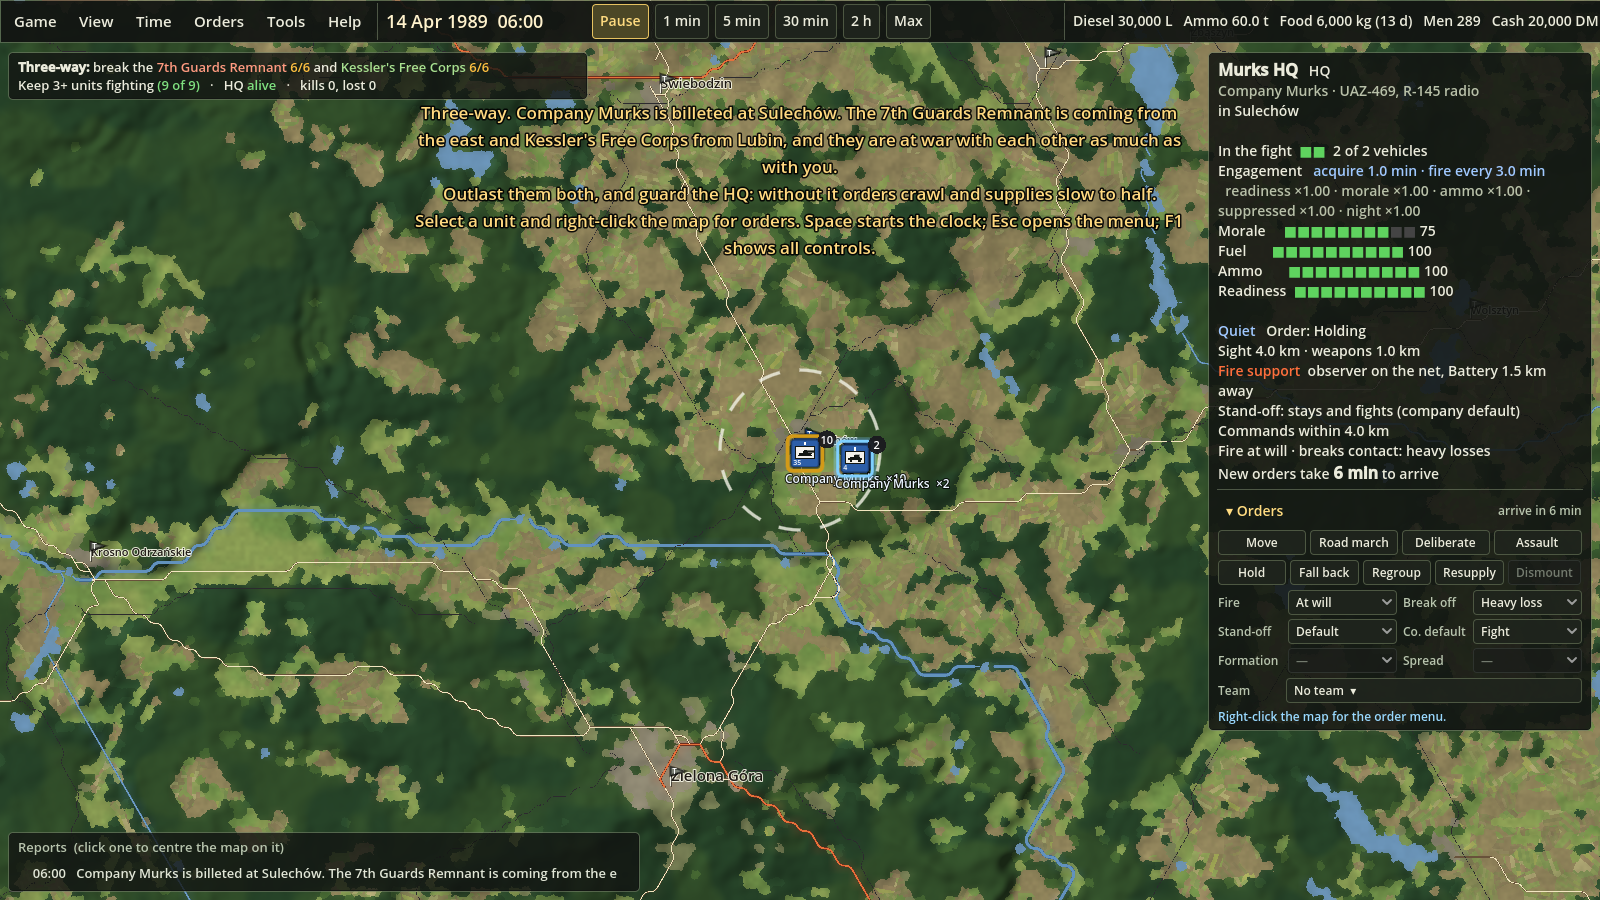 Game View Time Orders Tools Help 14 Apr 1989 06:00 Pause 1 min 5 min 30 min 2 h Max Diesel 30,000 L Ammo 60.0 t Food 6,000 kg (13 d) Men 289 Cash 20,000 DM
Three-way: break the 7th Guards Remnant 6/6 and Kessler's Free Corps 6/6
Keep 3+ units fighting (9 of 9) · HQ alive · kills 0, lost 0
Świebodzin
Three-way. Company Murks is billeted at Sulechów. The 7th Guards Remnant is coming from
the east and Kessler's Free Corps from Lubin, and they are at war with each other as much as
with you.
Outlast them both, and guard the HQ: without it orders crawl and supplies slow to half.
Select a unit and right-click the map for orders. Space starts the clock; Esc opens the menu; F1
shows all controls.
10
2
35
4
Company
Company Murks ×2
Krosno Odrzańskie
Zielona Góra
Wolsztyn
Murks HQ HQ
Company Murks · UAZ-469, R-145 radio
in Sulechów
In the fight 2 of 2 vehicles
Engagement acquire 1.0 min · fire every 3.0 min
readiness ×1.00 · morale ×1.00 · ammo ×1.00 ·
suppressed ×1.00 · night ×1.00
Morale 75
Fuel 100
Ammo 100
Readiness 100
Quiet Order: Holding
Sight 4.0 km · weapons 1.0 km
Fire support observer on the net, Battery 1.5 km
away
Stand-off: stays and fights (company default)
Commands within 4.0 km
Fire at will · breaks contact: heavy losses
New orders take 6 min to arrive
▾ Orders arrive in 6 min
Move Road march Deliberate Assault
Hold Fall back Regroup Resupply Dismount
Fire At will Break off Heavy loss
Stand-off Default Co. default Fight
Formation — Spread —
Team No team ▾
Right-click the map for the order menu.
Reports (click one to centre the map on it)
06:00 Company Murks is billeted at Sulechów. The 7th Guards Remnant is coming from the e